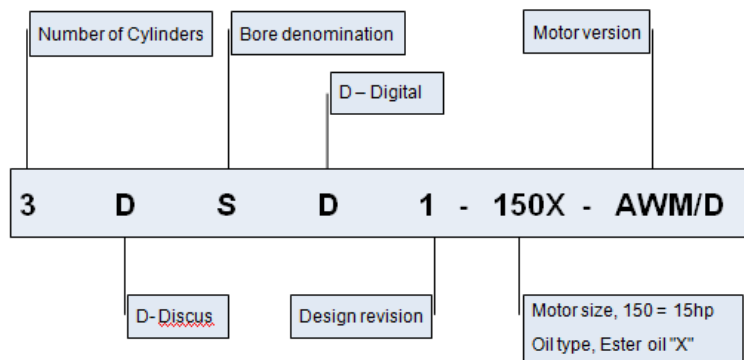 Number of Cylinders
Bore denomination
Motor version
D – Digital
3 D S D 1 - 150X - AWM/D
D- Discus
Design revision
Motor size, 150 = 15hp
Oil type, Ester oil "X"